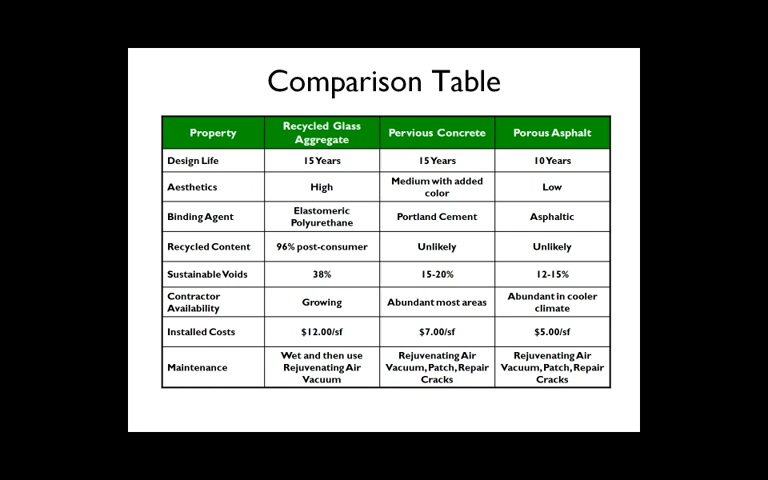 Comparison Table
Property
Recycled Glass
Aggregate
Pervious Concrete
Porous Asphalt
Design Life
15 Years
15 Years
10 Years
Aesthetics
High
Medium with added
color
Low
Binding Agent
Elastomeric
Polyurethane
Portland Cement
Asphaltic
Recycled Content
96% post-consumer
Unlikely
Unlikely
Sustainable Voids
38%
15-20%
12-15%
Contractor
Availability
Growing
Abundant most areas
Abundant in cooler
climate
Installed Costs
$12.00/sf
$7.00/sf
$5.00/sf
Maintenance
Wet and then use
Rejuvenating Air
Vacuum
Rejuvenating Air
Vacuum, Patch, Repair
Cracks
Rejuvenating Air
Vacuum, Patch, Repair
Cracks